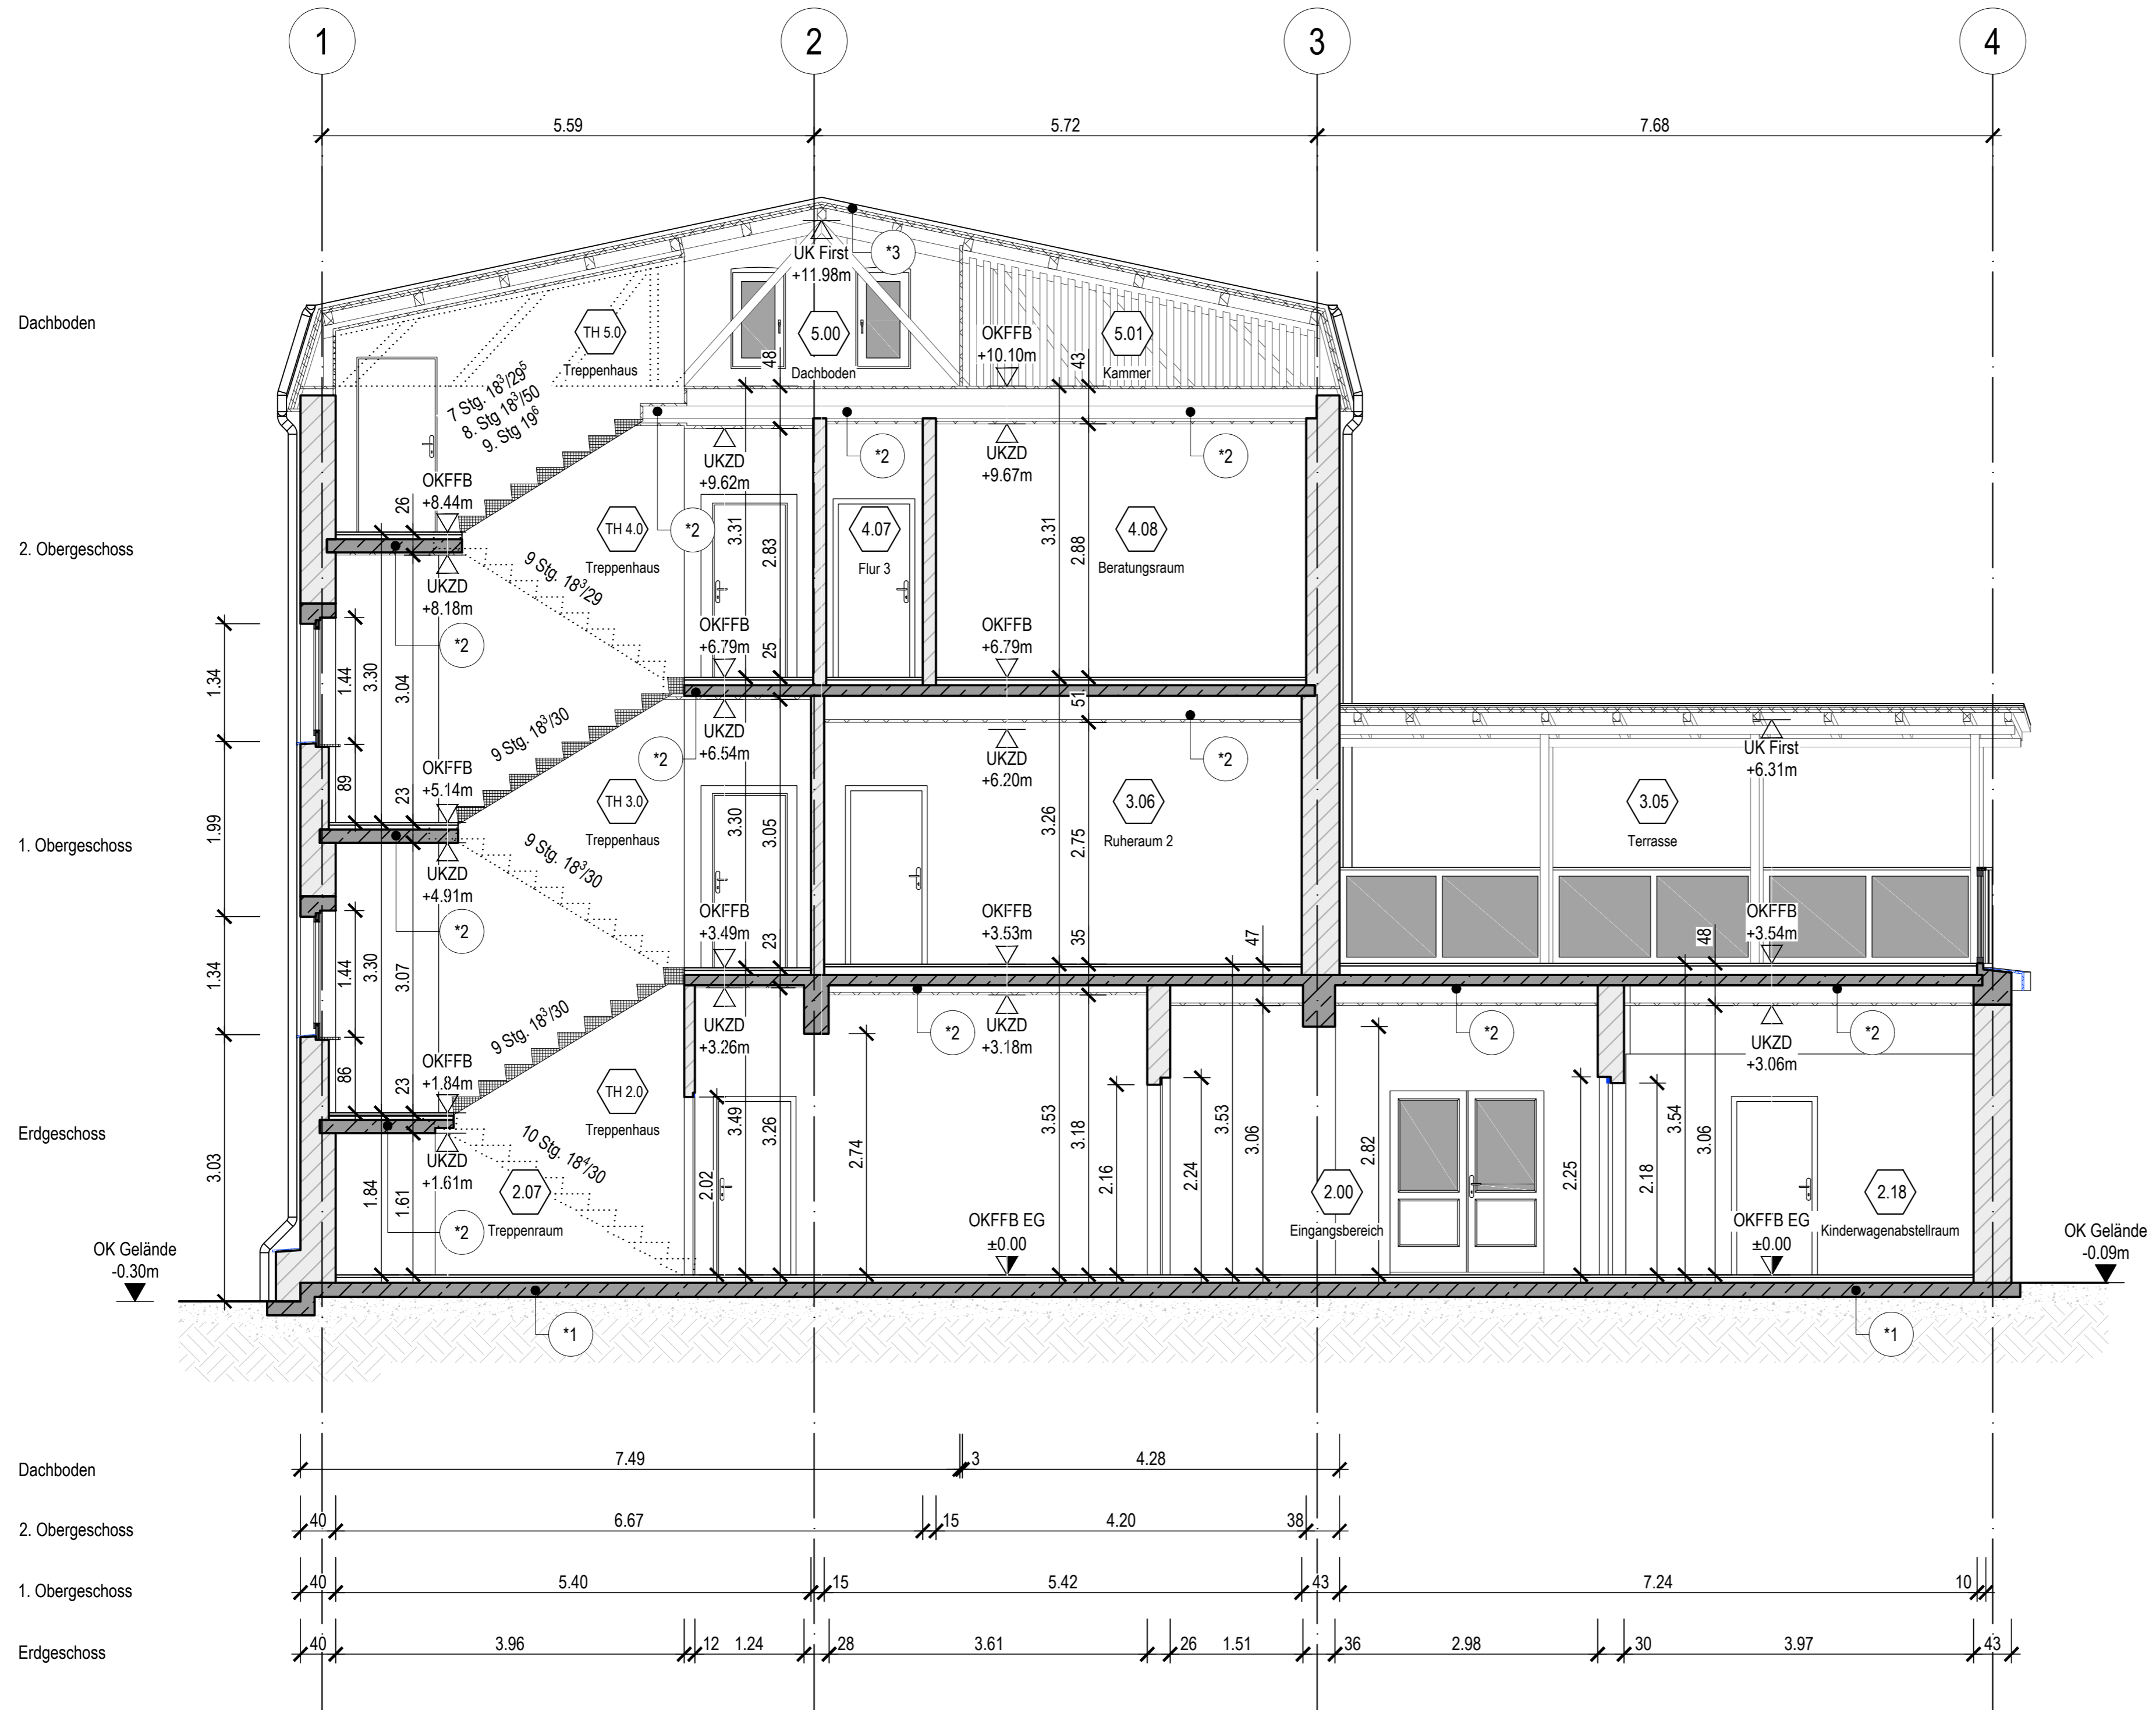 1
2
3
4
5.59
5.72
7.68
Dachboden
UK First
+11.98m
*3
TH 5.0
Treppenhaus
5.00
Dachboden
48
OKFFB
+10.10m
5.01
Kammer
43
7 Stg. 18³/29⁵
8. Stg 18³/50
9. Stg 19⁶
2. Obergeschoss
OKFFB
+8.44m
26
UKZD
+8.18m
*2
9 Stg. 18³/29
TH 4.0
Treppenhaus
*2
UKZD
+9.62m
3.31
2.83
*2
4.07
Flur 3
UKZD
+9.67m
3.31
2.88
*2
4.08
Beratungsraum
OKFFB
+6.79m
25
OKFFB
+6.79m
51
1.34
1.44
3.30
3.04
89
23
OKFFB
+5.14m
9 Stg. 18³/30
*2
UKZD
+6.54m
UKZD
+6.20m
*2
UK First
+6.31m
1. Obergeschoss
1.99
UKZD
+4.91m
*2
9 Stg. 18³/30
TH 3.0
Treppenhaus
3.30
3.05
3.26
2.75
3.06
Ruheraum 2
3.05
Terrasse
OKFFB
+3.49m
23
OKFFB
+3.53m
35
47
48
OKFFB
+3.54m
1.34
1.44
3.30
3.07
86
23
OKFFB
+1.84m
9 Stg. 18³/30
UKZD
+3.26m
*2
UKZD
+3.18m
*2
UKZD
+3.06m
*2
Erdgeschoss
3.03
1.84
1.61
UKZD
+1.61m
*2
10 Stg. 18⁴/30
2.07
Treppenraum
TH 2.0
Treppenhaus
2.02
3.49
3.26
2.74
3.53
3.18
2.16
2.24
3.53
3.06
2.82
2.25
2.18
3.54
3.06
OKFFB EG
±0.00
2.00
Eingangsbereich
OKFFB EG
±0.00
2.18
Kinderwagenabstellraum
OK Gelände
-0.30m
OK Gelände
-0.09m
*1
*1
Dachboden
7.49
3
4.28
2. Obergeschoss
40
6.67
15
4.20
38
1. Obergeschoss
40
5.40
15
5.42
43
7.24
10
Erdgeschoss
40
3.96
12
1.24
28
3.61
26
1.51
36
2.98
30
3.97
43